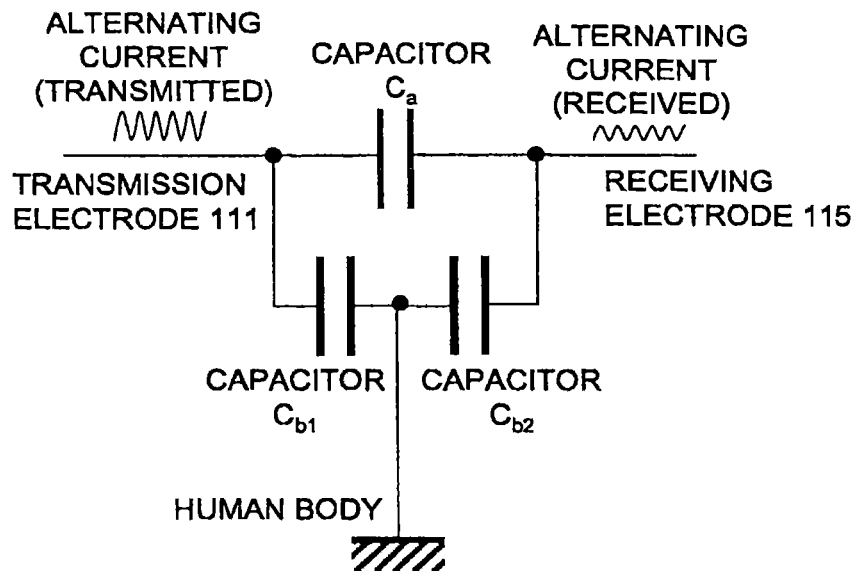 ALTERNATING
CURRENT
(TRANSMITTED)
CAPACITOR
Ca
ALTERNATING
CURRENT
(RECEIVED)
TRANSMISSION
ELECTRODE 111
RECEIVING
ELECTRODE 115
CAPACITOR
Cb1
CAPACITOR
Cb2
HUMAN BODY